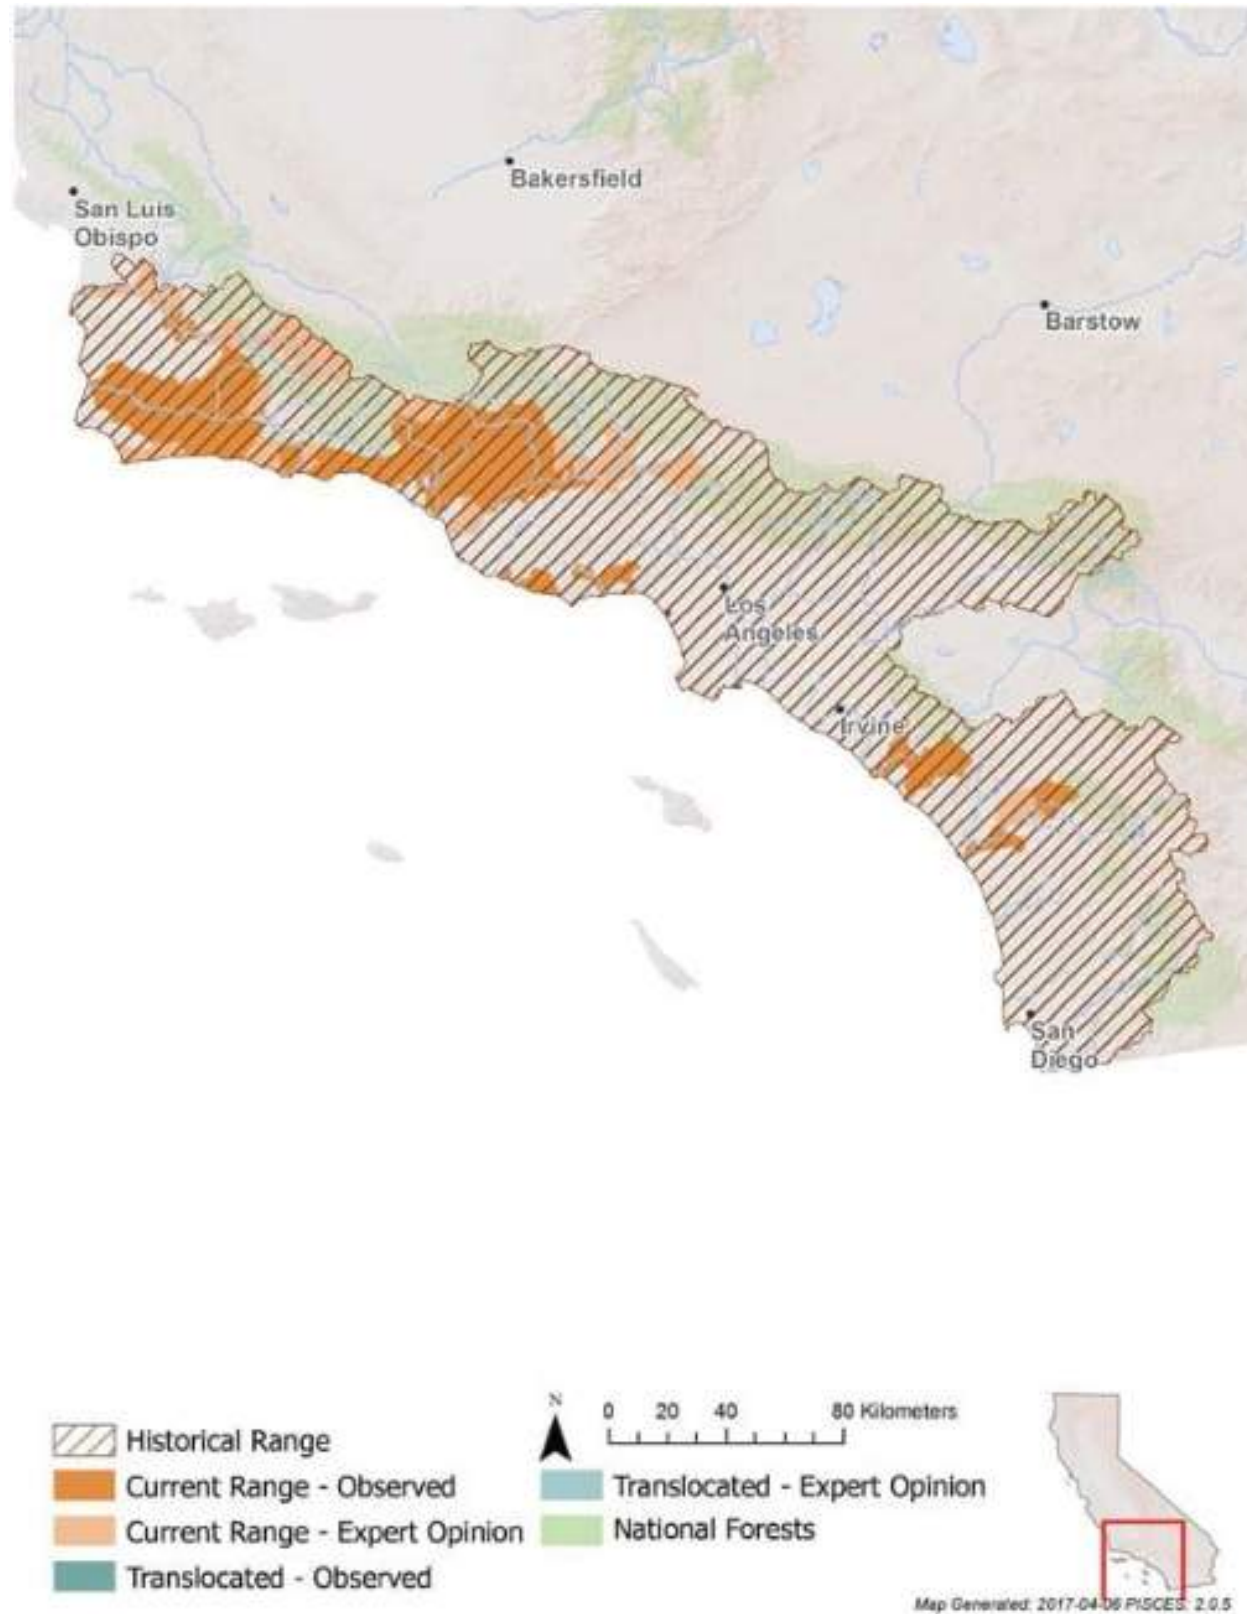 Bakersfield
San Luis
Obispo
Barstow
Los
Angeles
Irvine
San
Diego
N
0 20 40 80 Kilometers
Historical Range
Current Range - Observed
Current Range - Expert Opinion
Translocated - Observed
Translocated - Expert Opinion
National Forests
Map Generated: 2017-04-06 PISCES: 2.0.5